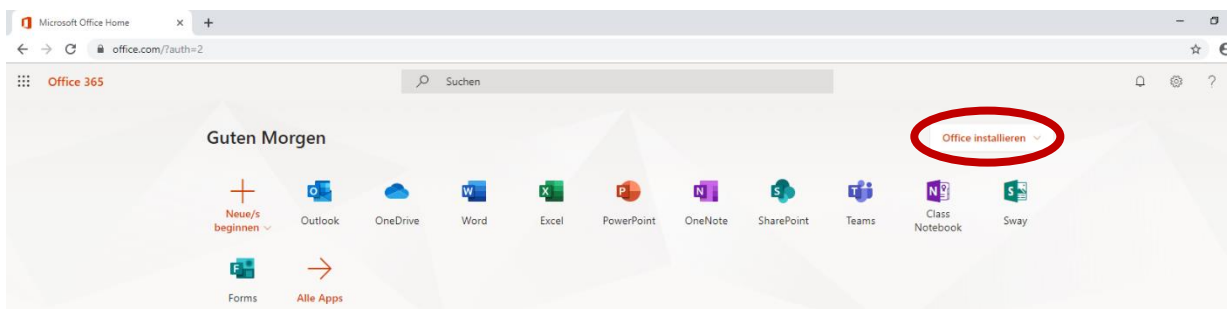 Microsoft Office Home
office.com/?auth=2
Office 365
Suchen
?
Guten Morgen
Office installieren
Neue/s
beginnen
Outlook
OneDrive
Word
Excel
PowerPoint
OneNote
SharePoint
Teams
Class
Notebook
Sway
Forms
Alle Apps